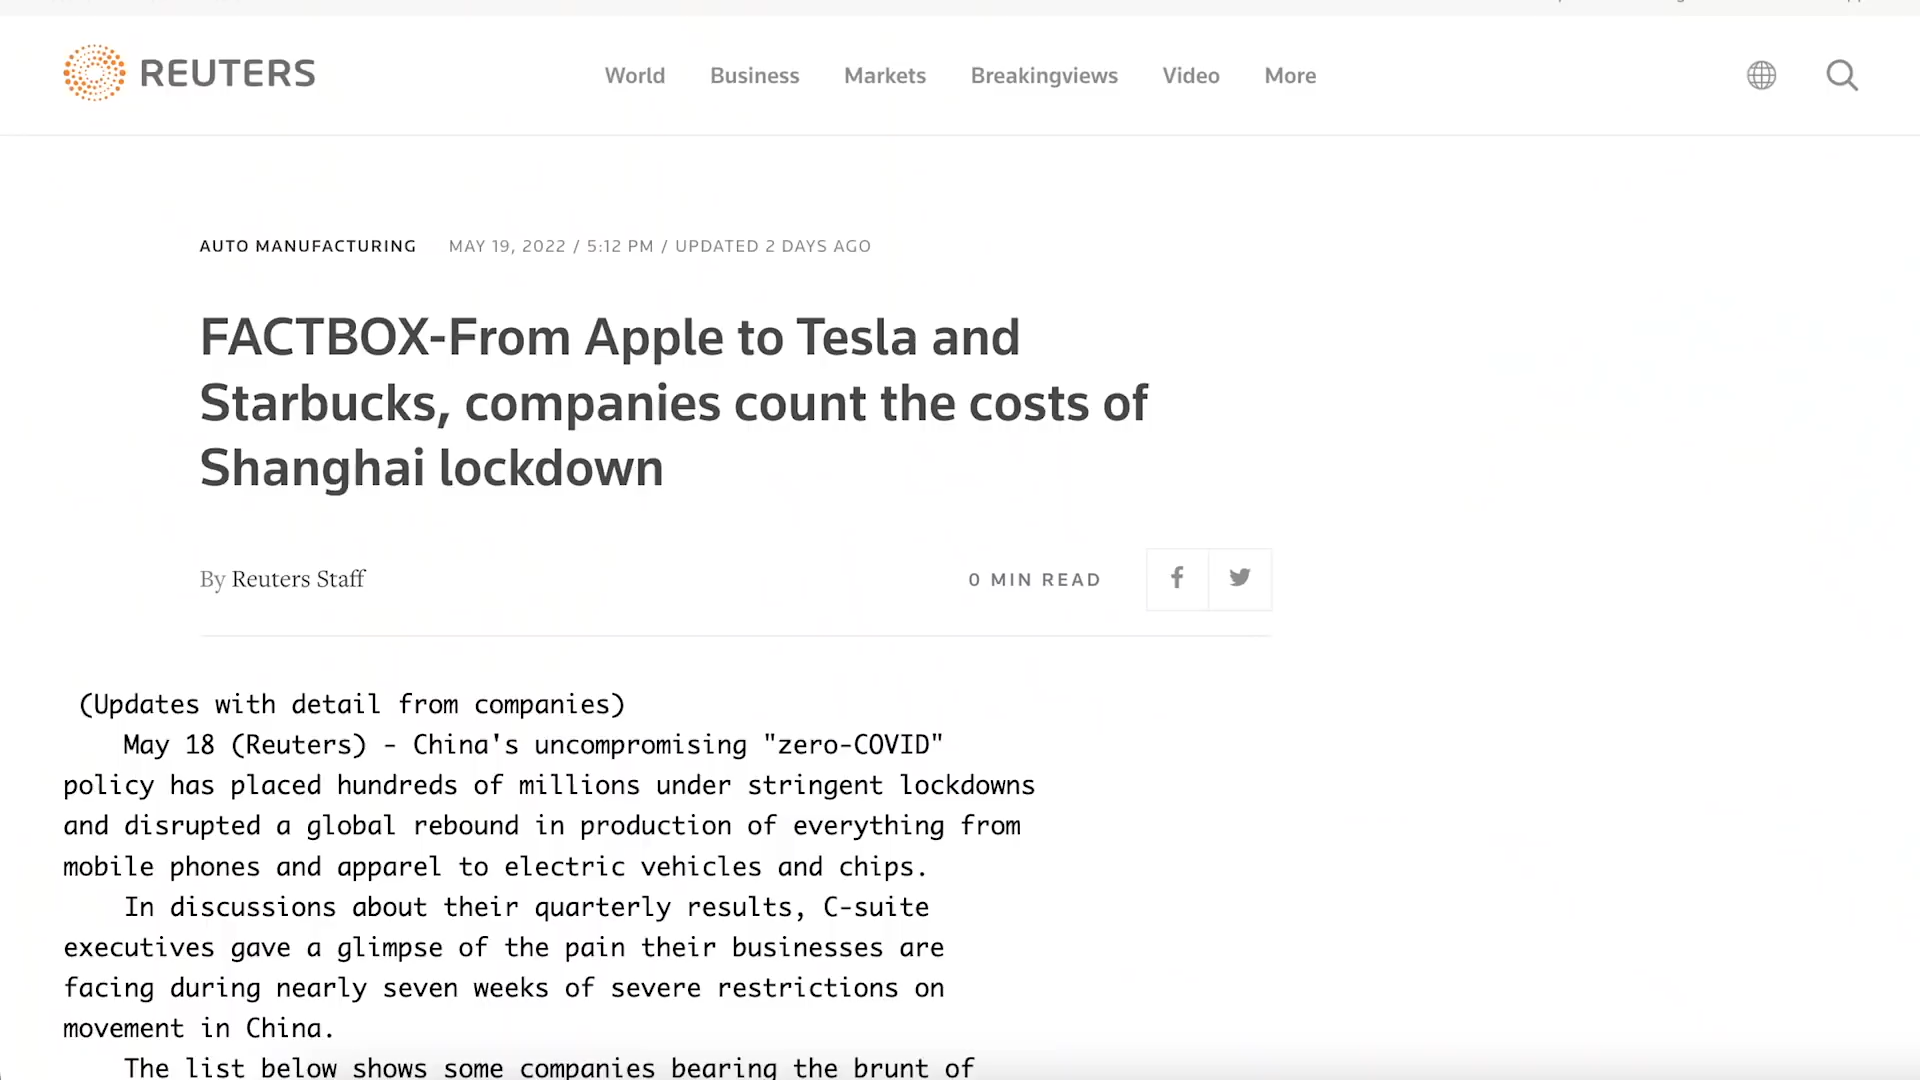 REUTERS
World Business Markets Breakingviews Video More
AUTO MANUFACTURING MAY 19, 2022 / 5:12 PM / UPDATED 2 DAYS AGO
FACTBOX-From Apple to Tesla and
Starbucks, companies count the costs of
Shanghai lockdown
By Reuters Staff
0 MIN READ
(Updates with detail from companies)
May 18 (Reuters) - China's uncompromising "zero-COVID"
policy has placed hundreds of millions under stringent lockdowns
and disrupted a global rebound in production of everything from
mobile phones and apparel to electric vehicles and chips.
In discussions about their quarterly results, C-suite
executives gave a glimpse of the pain their businesses are
facing during nearly seven weeks of severe restrictions on
movement in China.
The list below shows some companies bearing the brunt of